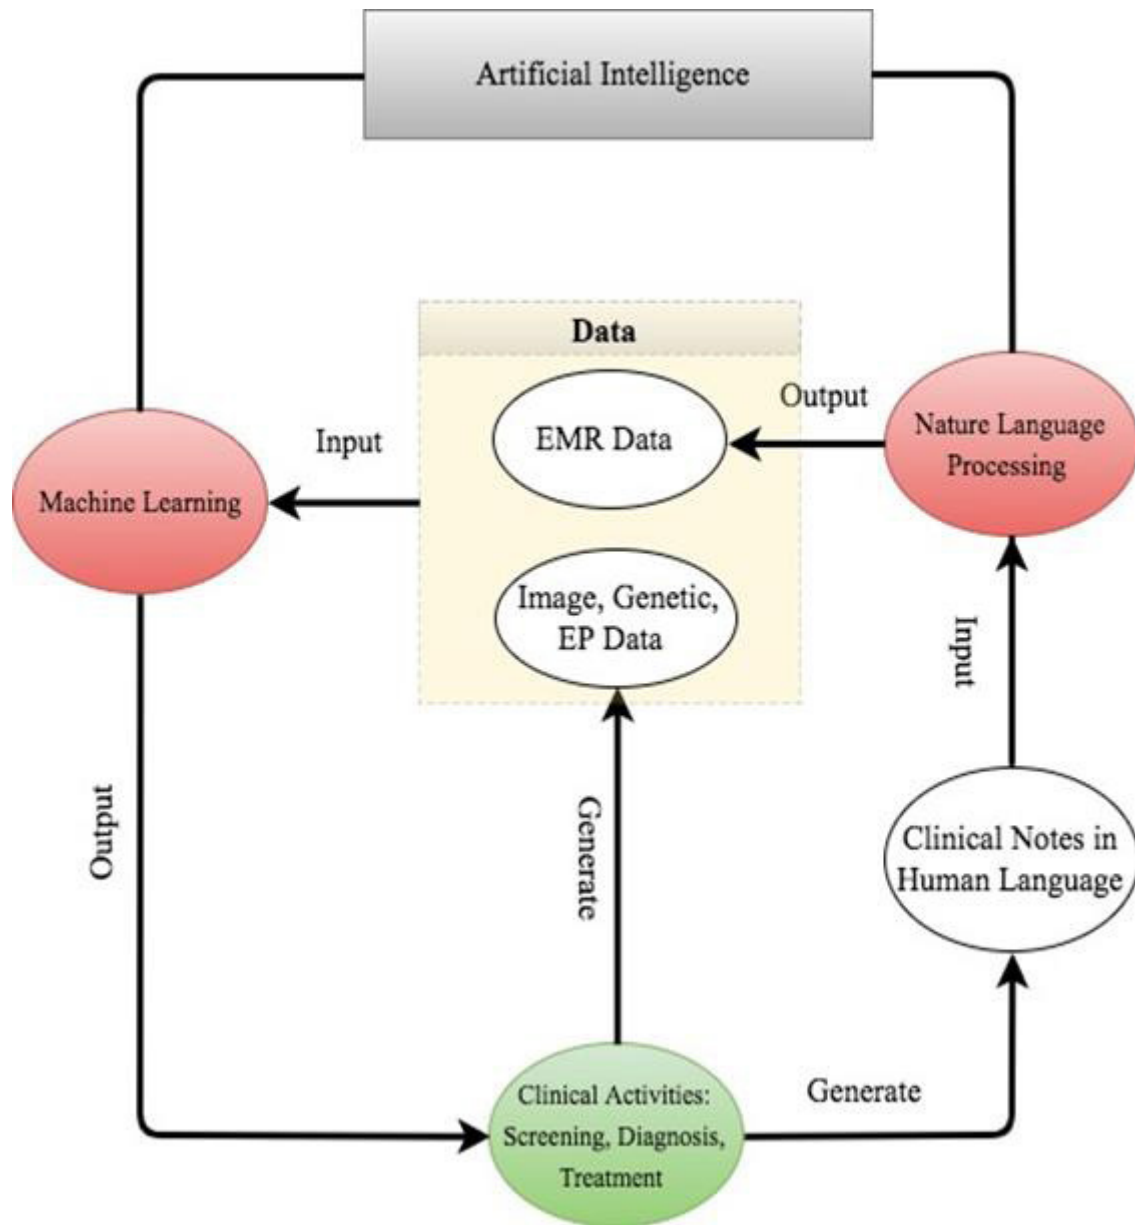 Artificial Intelligence
Data
Output
EMR Data
Nature Language
Processing
Input
Machine Learning
Image, Genetic,
EP Data
Input
Output
Generate
Clinical Notes in
Human Language
Clinical Activities:
Screening, Diagnosis,
Treatment
Generate